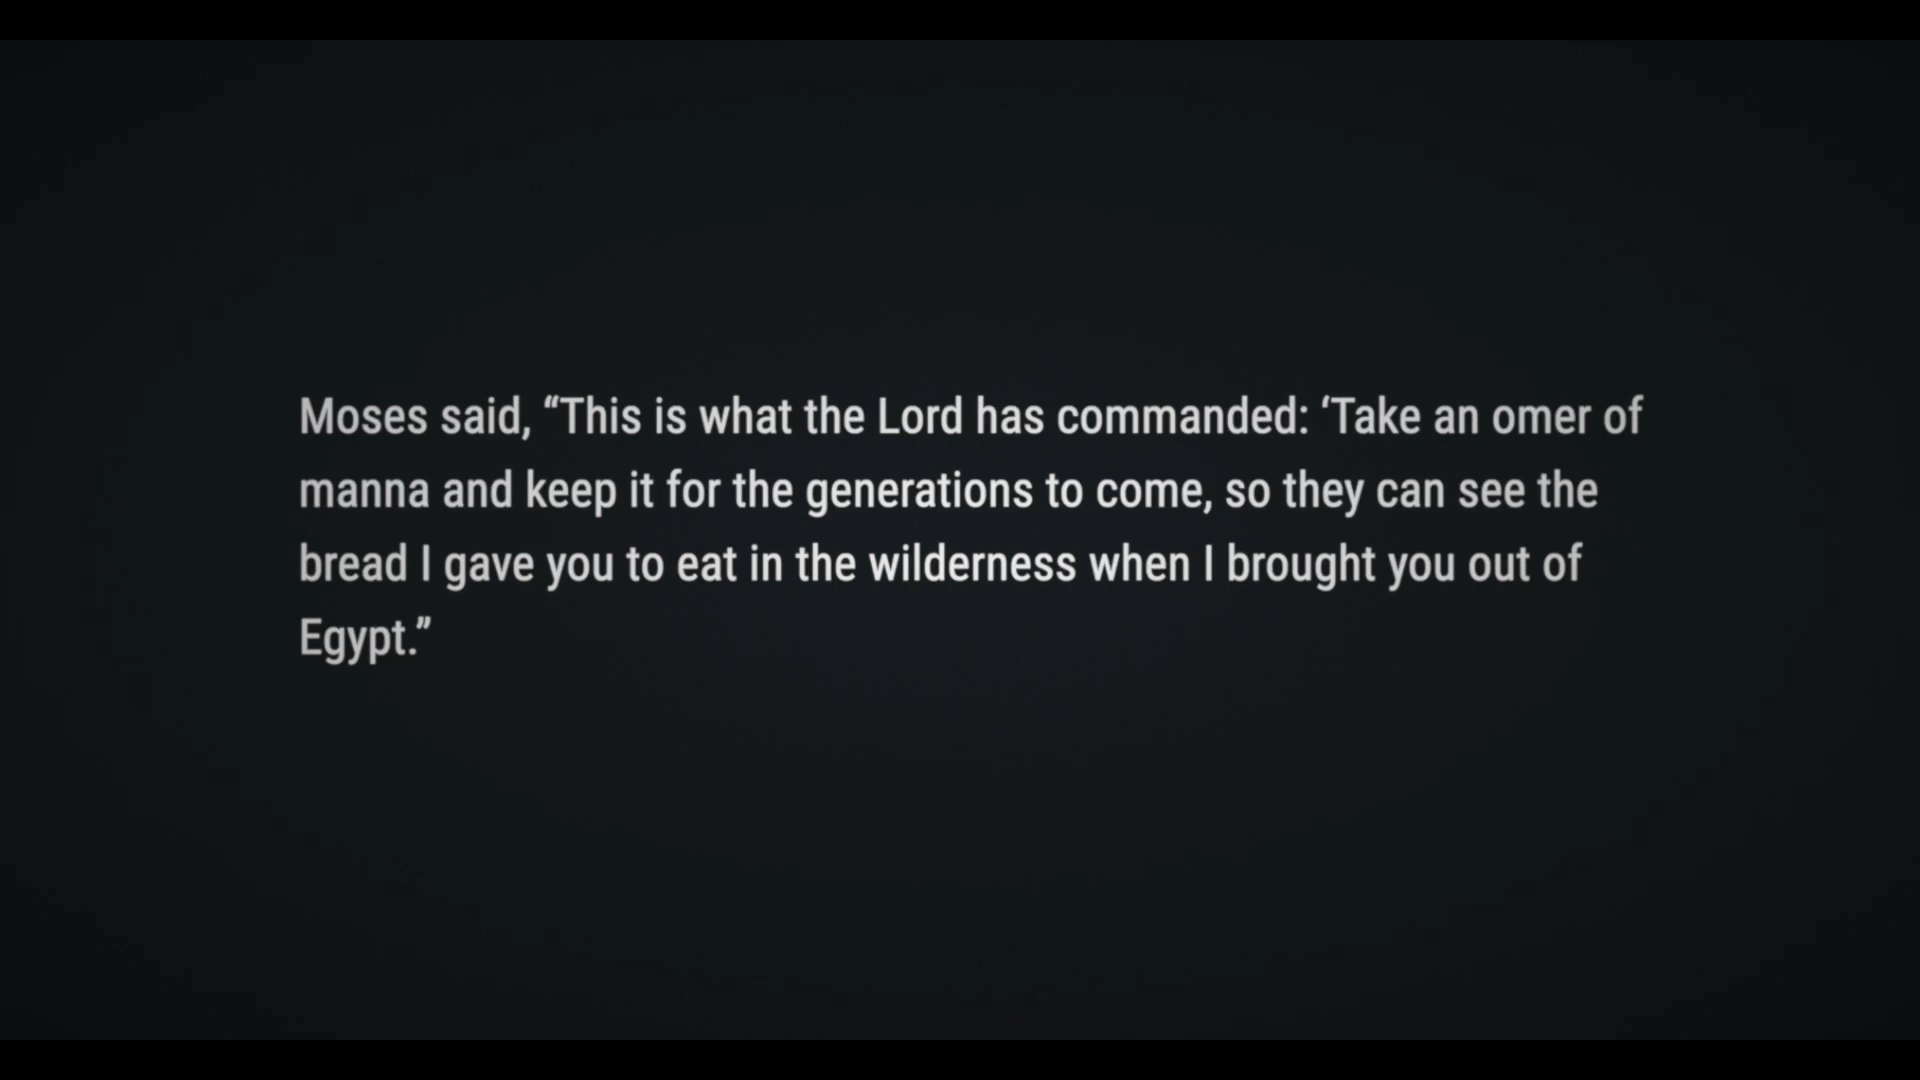 Moses said, “This is what the Lord has commanded: ‘Take an omer of
manna and keep it for the generations to come, so they can see the
bread I gave you to eat in the wilderness when I brought you out of
Egypt.”